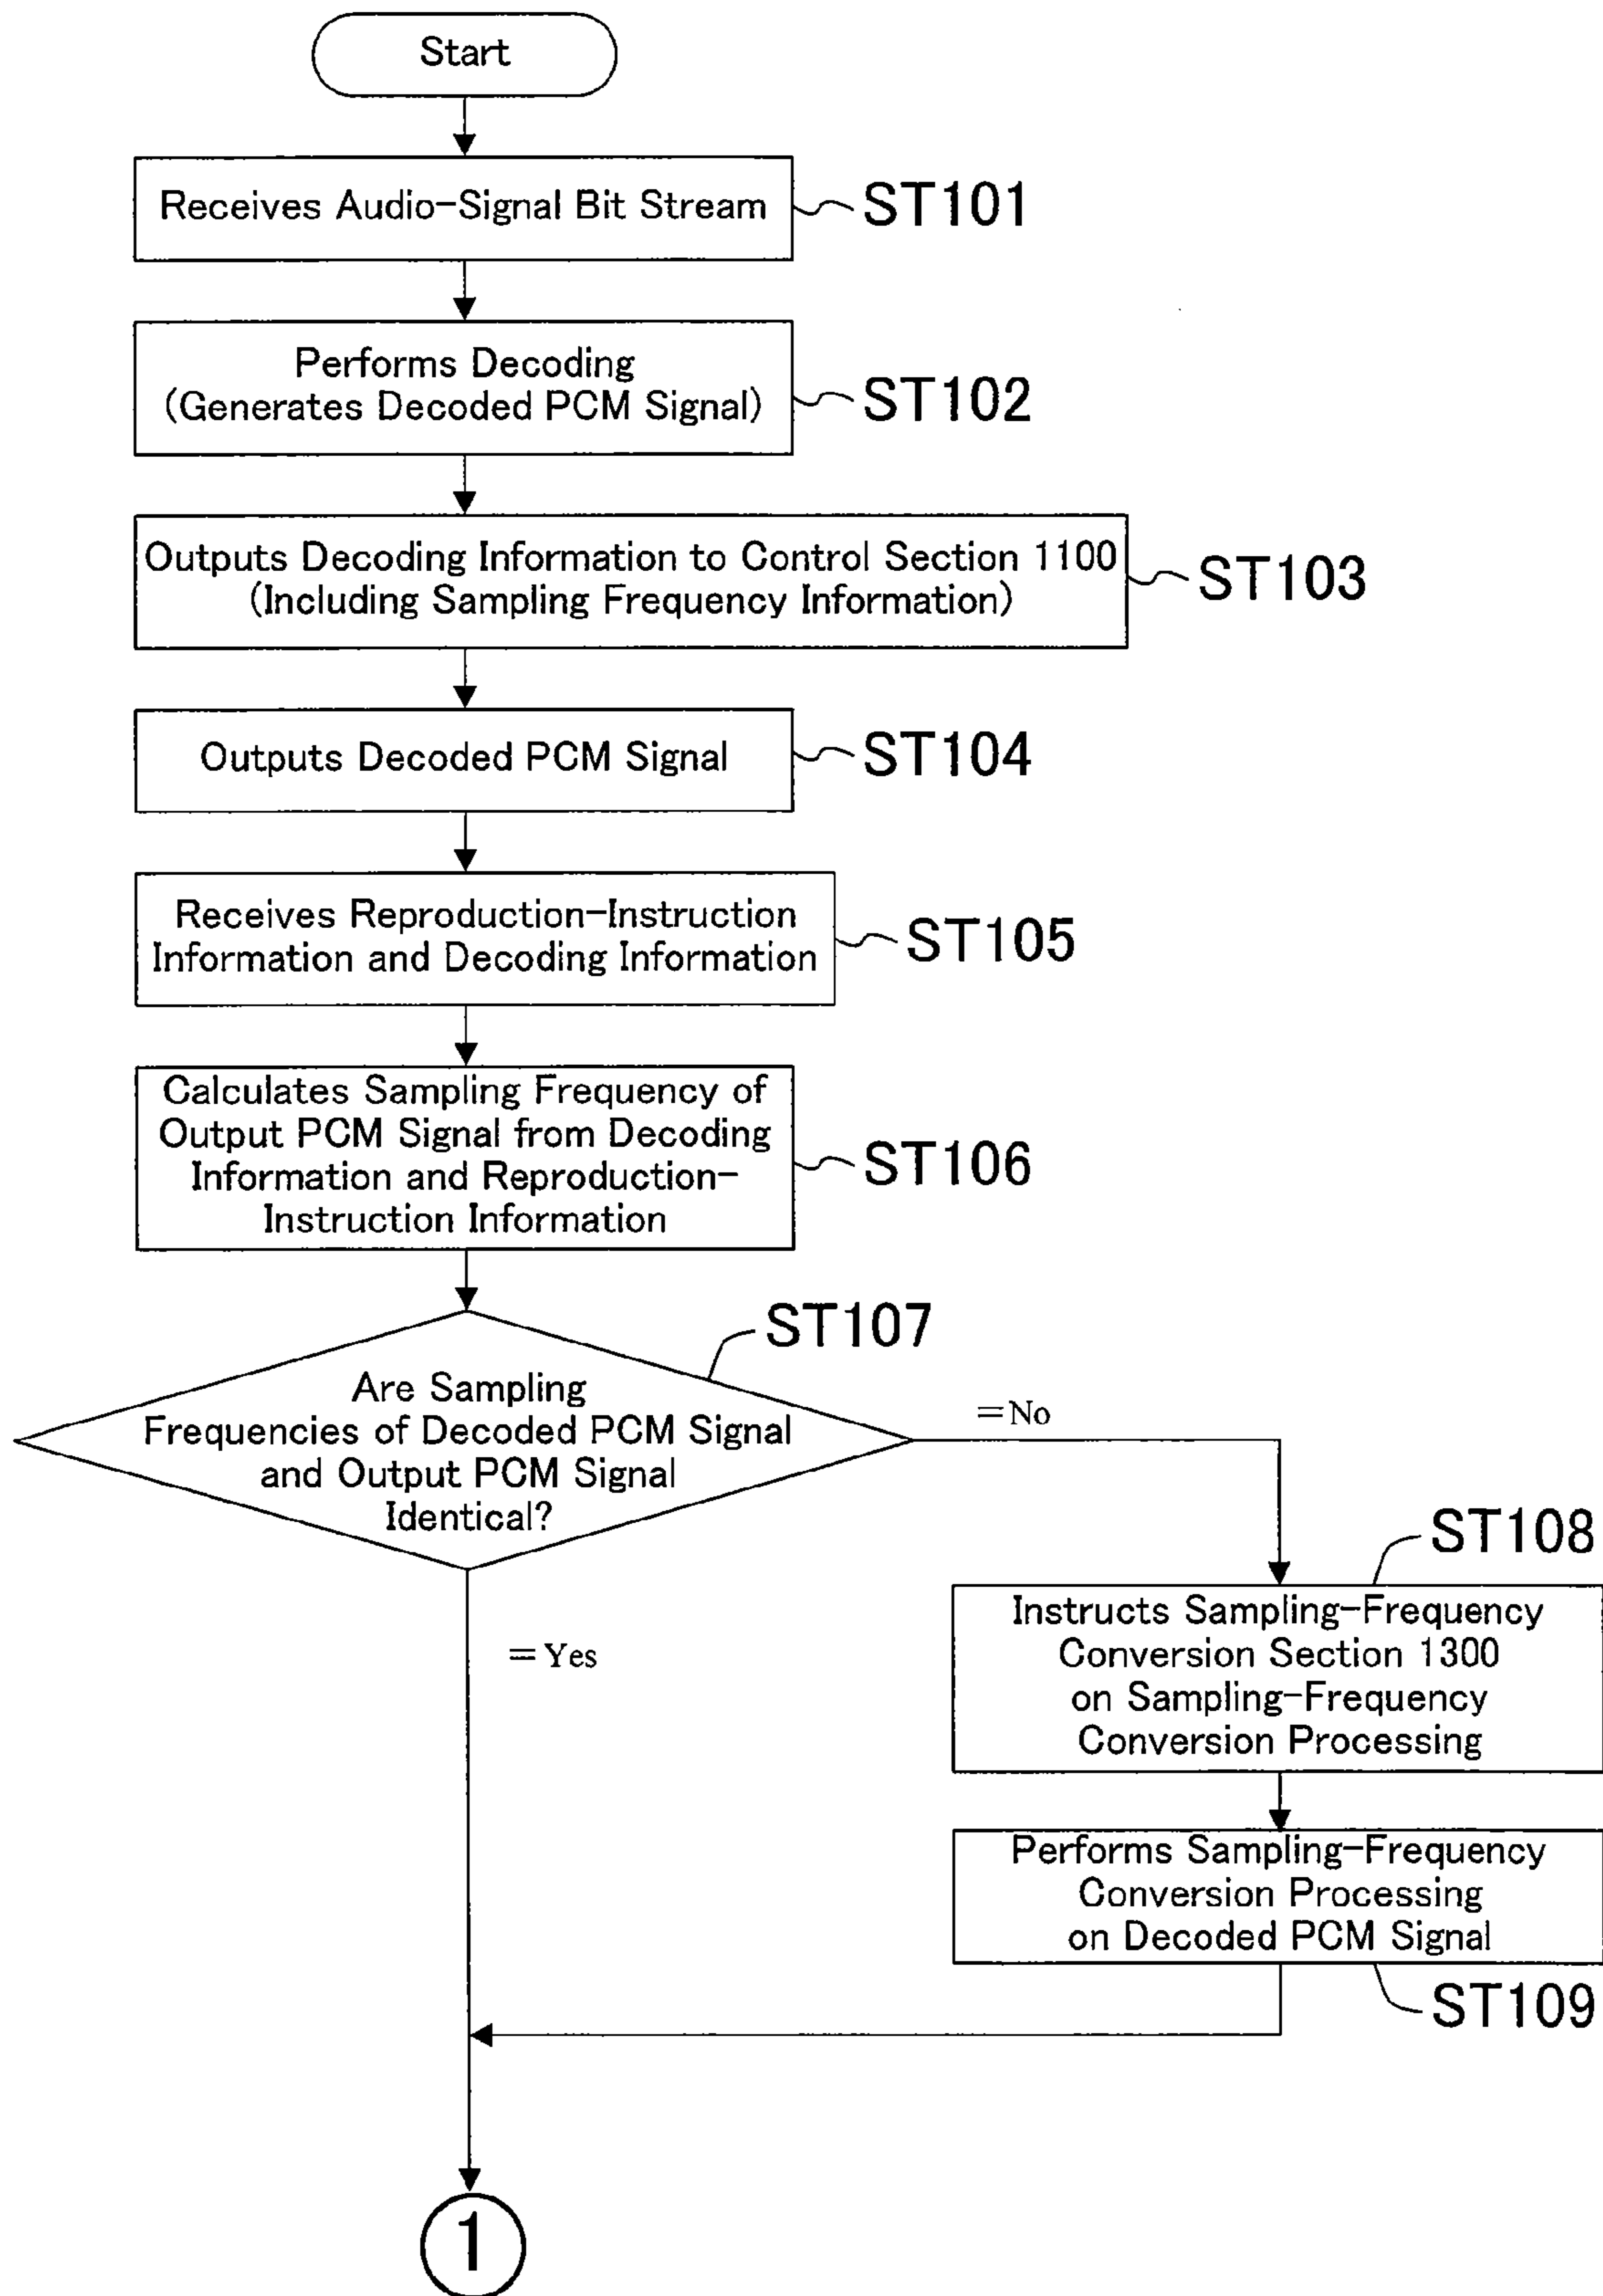 Start
Receives Audio-Signal Bit Stream
ST101
Performs Decoding
(Generates Decoded PCM Signal)
ST102
Outputs Decoding Information to Control Section 1100
(Including Sampling Frequency Information)
ST103
Outputs Decoded PCM Signal
ST104
Receives Reproduction-Instruction
Information and Decoding Information
ST105
Calculates Sampling Frequency of
Output PCM Signal from Decoding
Information and Reproduction-
Instruction Information
ST106
ST107
Are Sampling
Frequencies of Decoded PCM Signal
and Output PCM Signal
Identical?
=No
=Yes
ST108
Instructs Sampling-Frequency
Conversion Section 1300
on Sampling-Frequency
Conversion Processing
Performs Sampling-Frequency
Conversion Processing
on Decoded PCM Signal
ST109
1